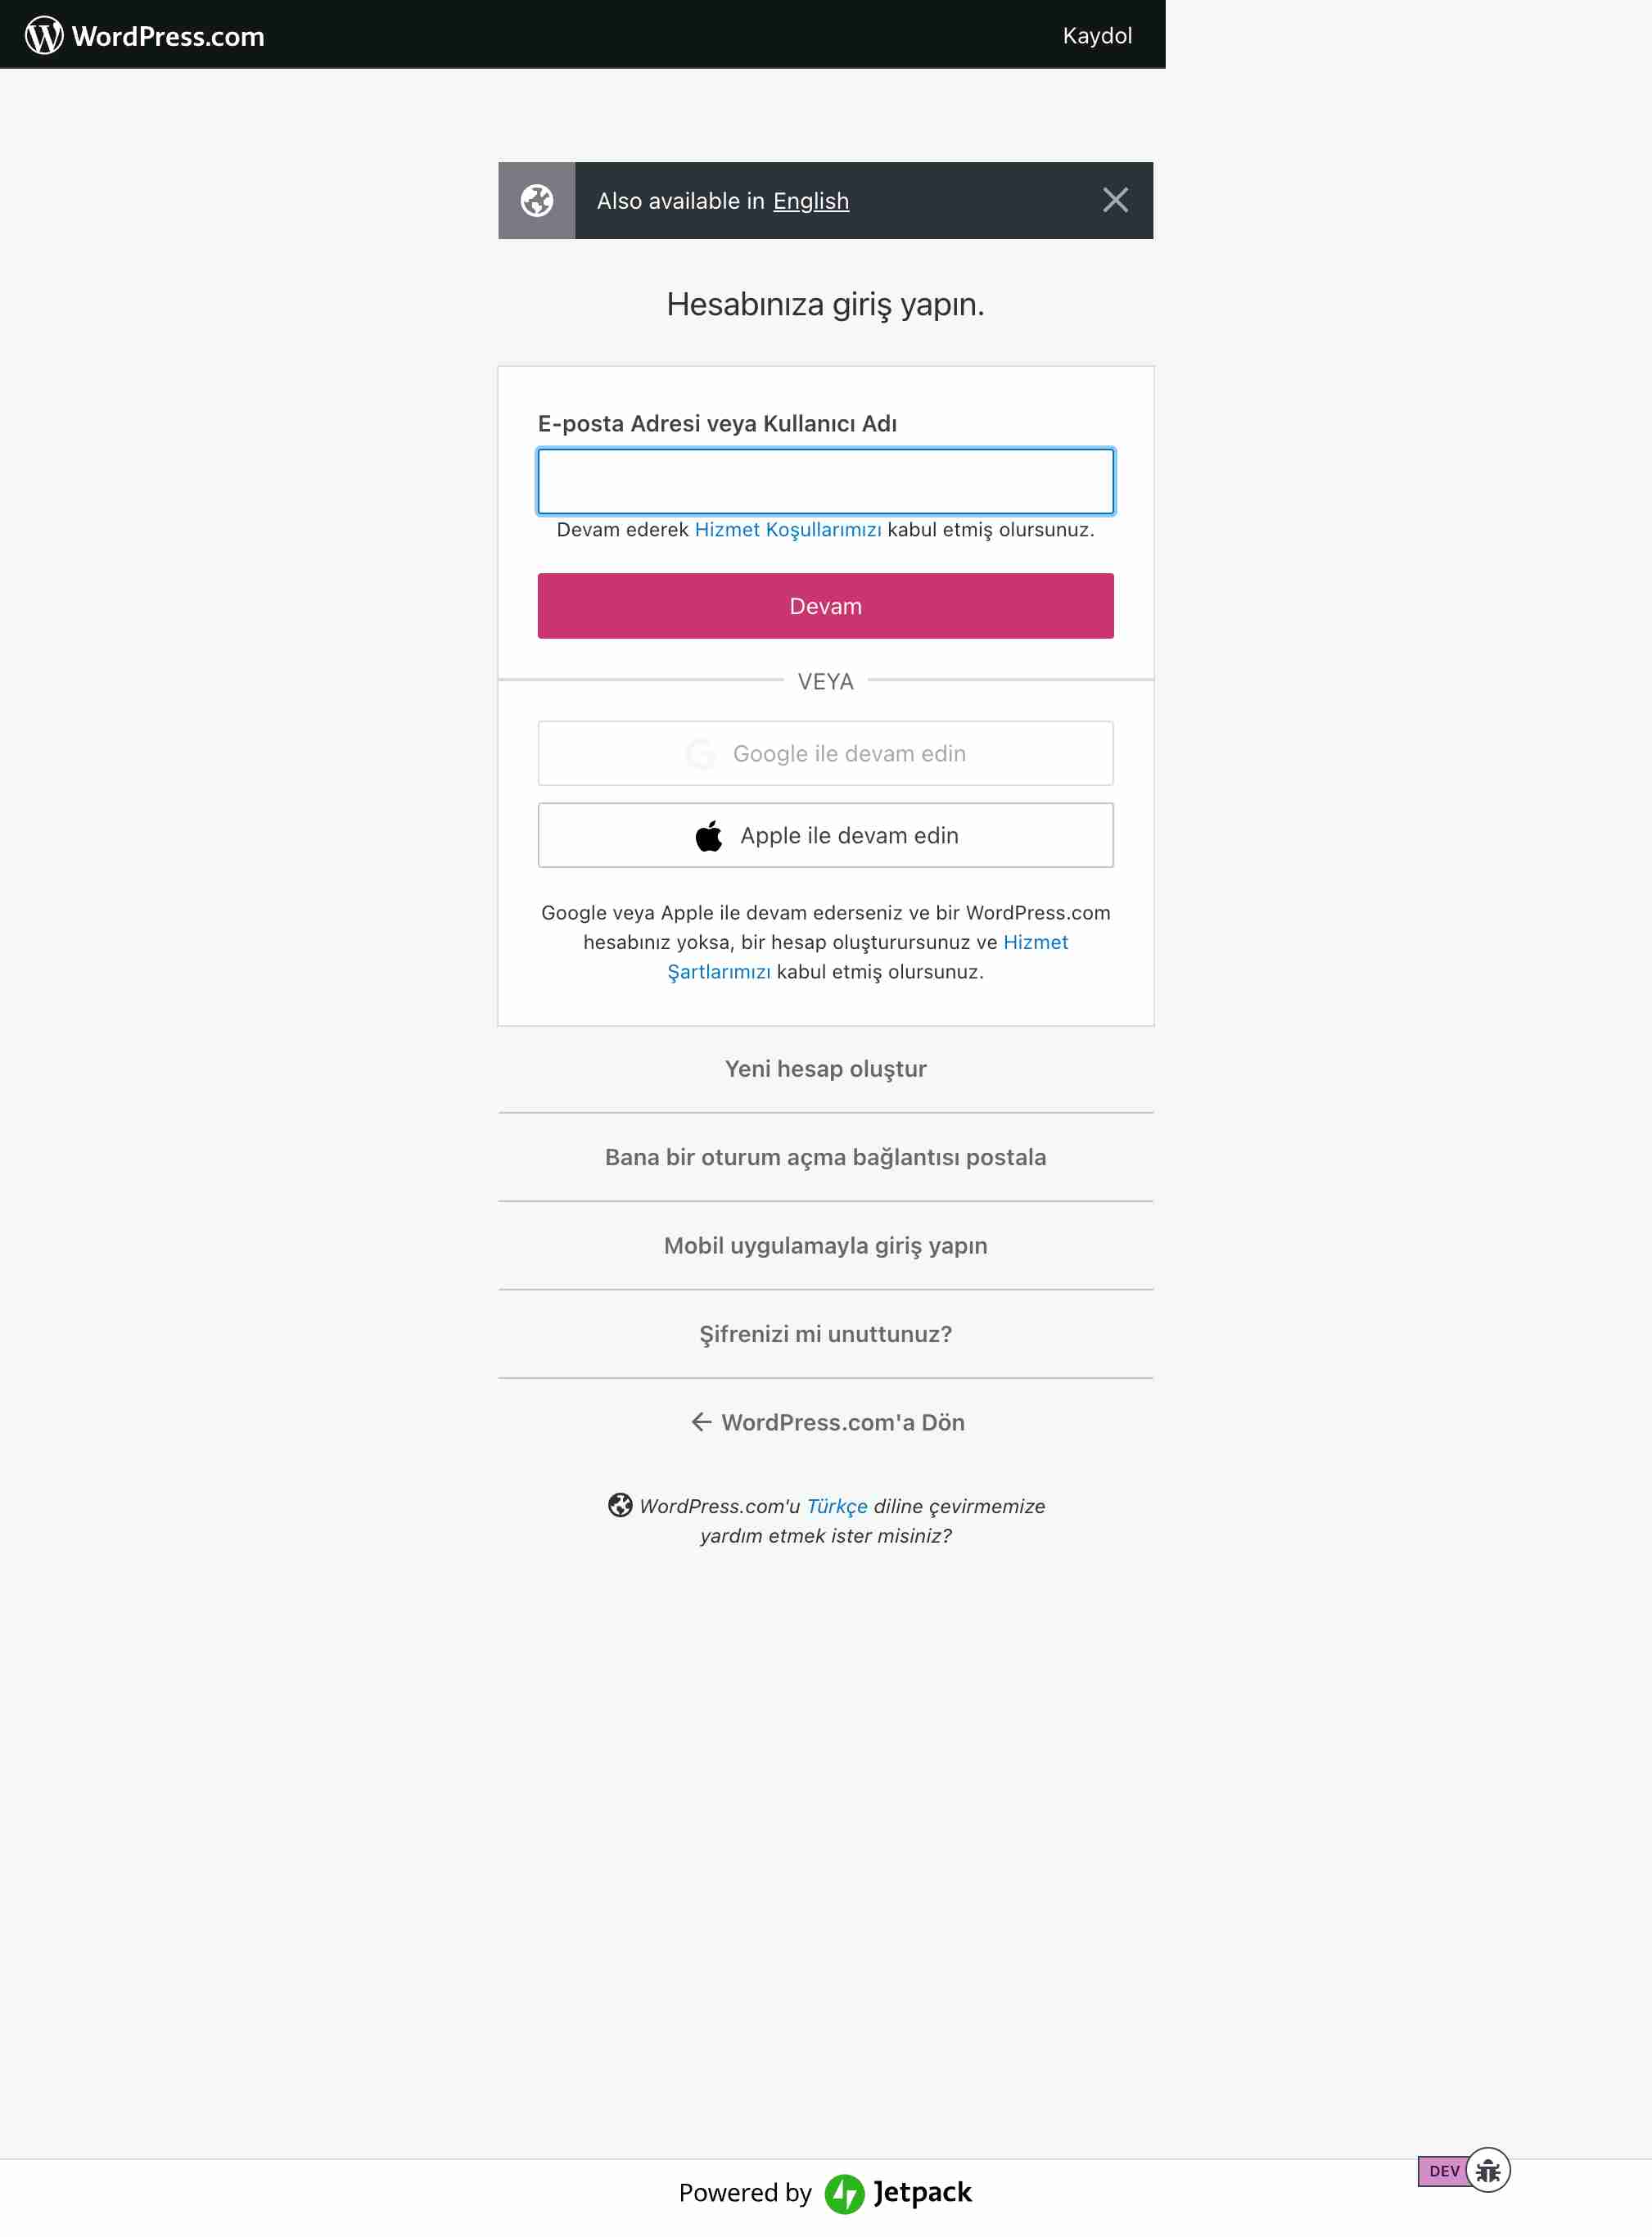 WordPress.com
Kaydol
Also available in English
Hesabınıza giriş yapın.
E-posta Adresi veya Kullanıcı Adı
Devam ederek Hizmet Koşullarımızı kabul etmiş olursunuz.
Devam
VEYA
Google ile devam edin
Apple ile devam edin
Google veya Apple ile devam ederseniz ve bir WordPress.com
hesabınız yoksa, bir hesap oluşturursunuz ve Hizmet
Şartlarımızı kabul etmiş olursunuz.
Yeni hesap oluştur
Bana bir oturum açma bağlantısı postala
Mobil uygulamayla giriş yapın
Şifrenizi mi unuttunuz?
← WordPress.com'a Dön
WordPress.com'u Türkçe diline çevirmemize
yardım etmek ister misiniz?
DEV
Powered by Jetpack